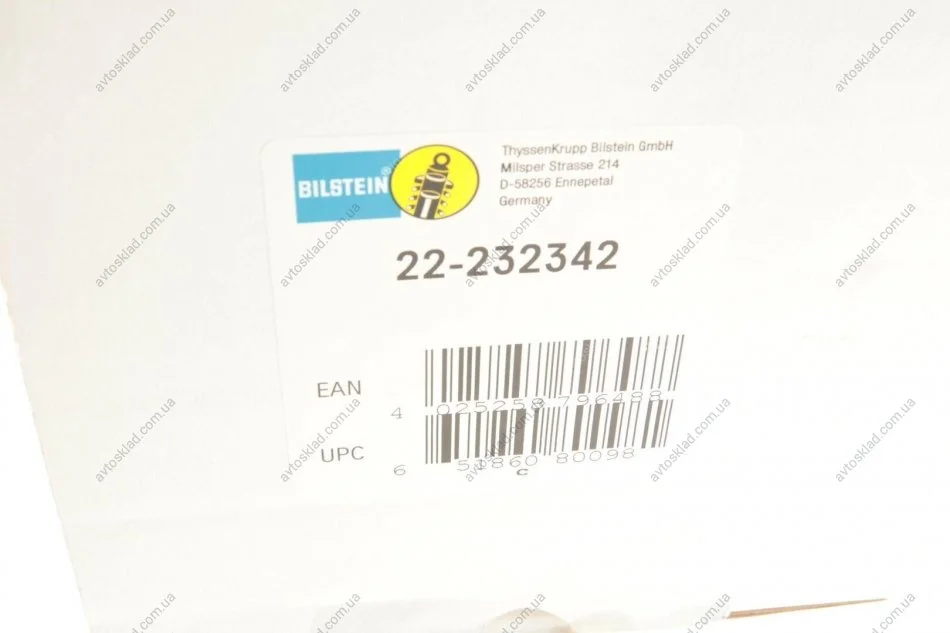 BILSTEIN®
ThyssenKrupp Bilstein GmbH
Milsper Strasse 214
D-58256 Ennepetal
Germany
22-232342
EAN
4 025258 796488
UPC
6 51860 80098
c
avtosklad.com.ua